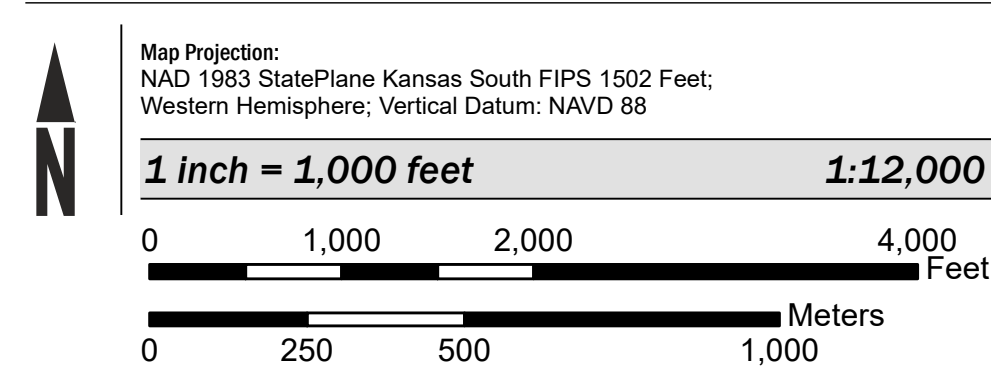 N
Map Projection:
NAD 1983 StatePlane Kansas South FIPS 1502 Feet;
Western Hemisphere; Vertical Datum: NAVD 88
1 inch = 1,000 feet 1:12,000
0 1,000 2,000 4,000
Feet
Meters
0 250 500 1,000